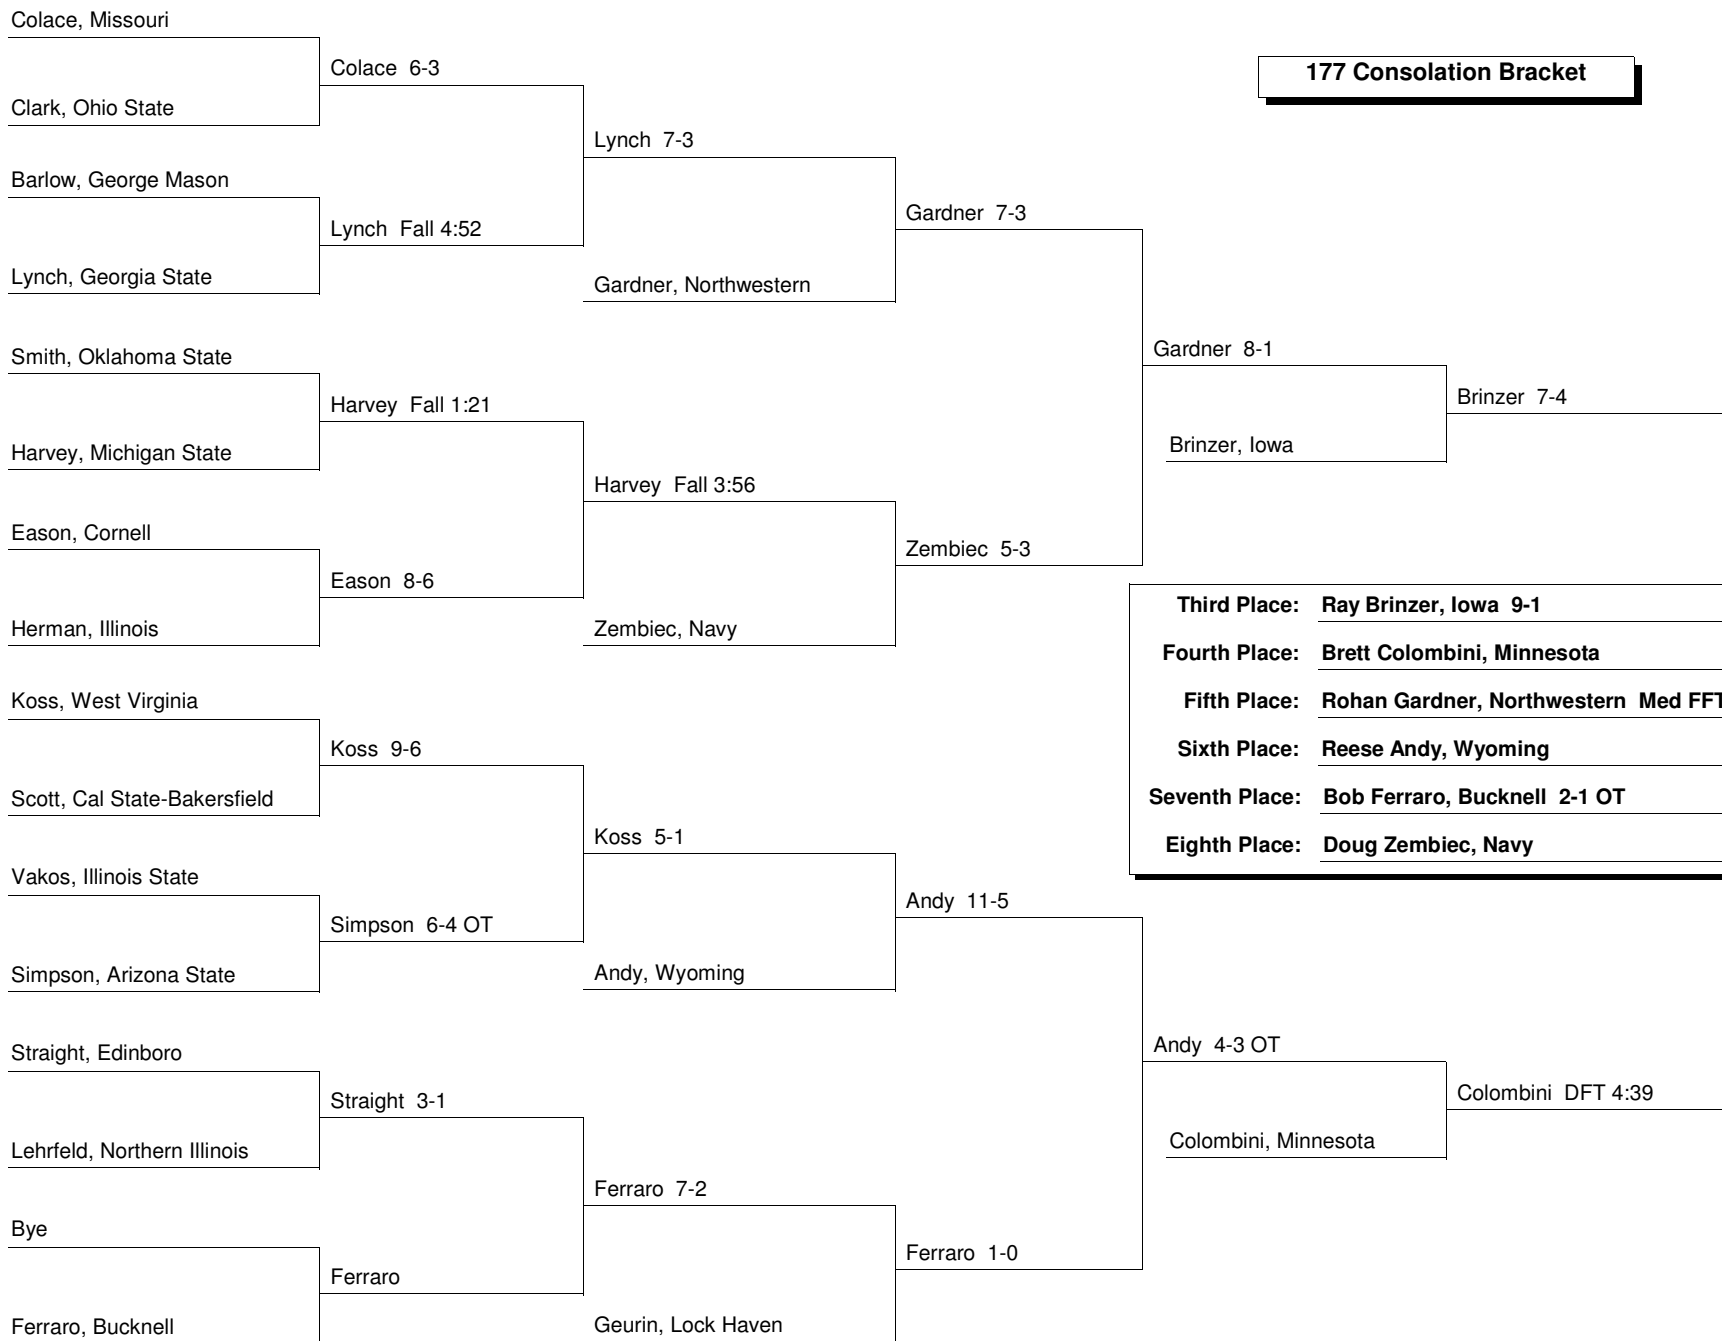 Colace, Missouri
Clark, Ohio State
Barlow, George Mason
Lynch, Georgia State
Smith, Oklahoma State
Harvey, Michigan State
Eason, Cornell
Herman, Illinois
Koss, West Virginia
Scott, Cal State-Bakersfield
Vakos, Illinois State
Simpson, Arizona State
Straight, Edinboro
Lehrfeld, Northern Illinois
Bye
Ferraro, Bucknell
Colace 6-3
Lynch Fall 4:52
Harvey Fall 1:21
Eason 8-6
Koss 9-6
Simpson 6-4 OT
Straight 3-1
Ferraro
Lynch 7-3
Gardner, Northwestern
Harvey Fall 3:56
Zembiec, Navy
Koss 5-1
Andy, Wyoming
Ferraro 7-2
Geurin, Lock Haven
Gardner 7-3
Zembiec 5-3
Andy 11-5
Ferraro 1-0
Gardner 8-1
Brinzer, Iowa
Andy 4-3 OT
Colombini, Minnesota
Brinzer 7-4
Colombini DFT 4:39
177 Consolation Bracket
Third Place: Ray Brinzer, Iowa 9-1
Fourth Place: Brett Colombini, Minnesota
Fifth Place: Rohan Gardner, Northwestern Med FFT
Sixth Place: Reese Andy, Wyoming
Seventh Place: Bob Ferraro, Bucknell 2-1 OT
Eighth Place: Doug Zembiec, Navy